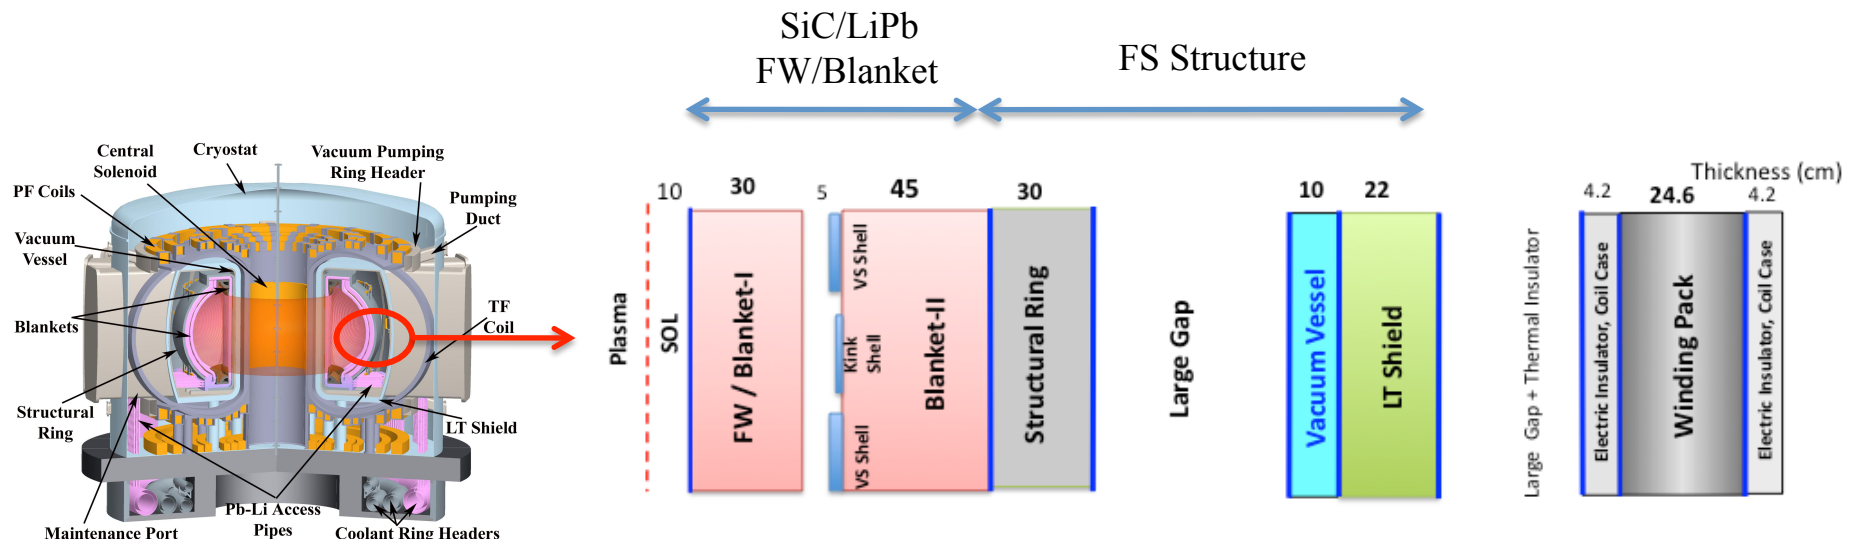 SiC/LiPb
FW/Blanket
FS Structure
Central
Solenoid
Cryostat
Vacuum Pumping
Ring Header
PF Coils
Pumping
Duct
Vacuum
Vessel
TF
Coil
Blankets
Structural
Ring
LT Shield
Pb-Li Access
Pipes
Maintenance Port
Coolant Ring Headers
Thickness (cm)
10
30
5
45
30
10
22
4.2
24.6
4.2
Plasma
SOL
FW / Blanket-I
VS Shell
Kink
Shell
VS Shell
Blanket-II
Structural Ring
Large Gap
Vacuum Vessel
LT Shield
Large Gap + Thermal Insulator
Electric Insulator, Coil Case
Winding Pack
Electric Insulator, Coil Case